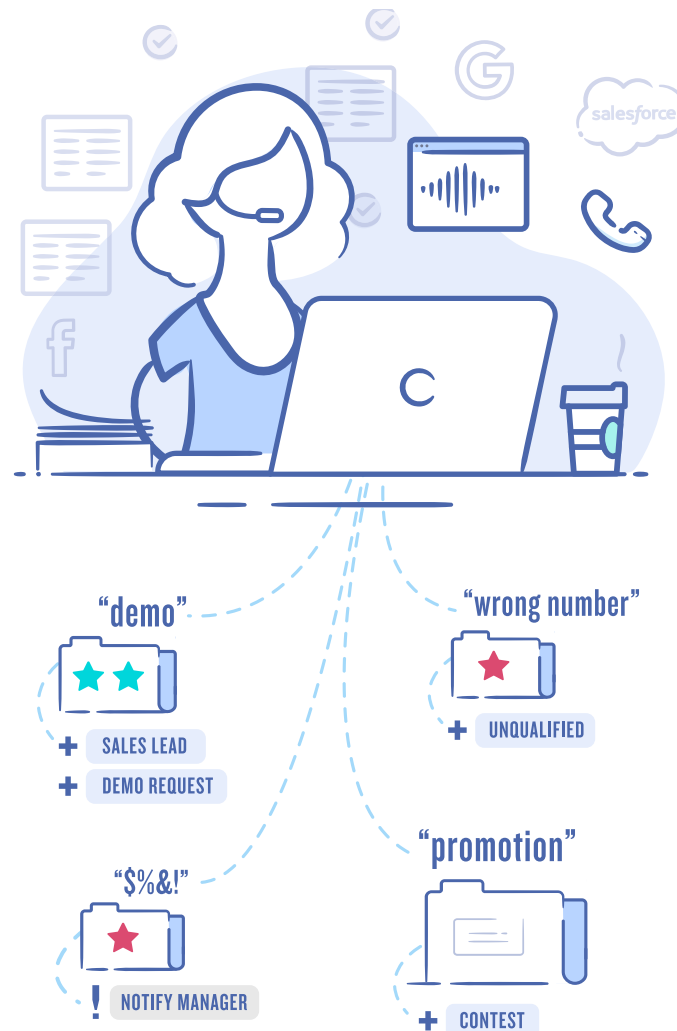 salesforce
“demo”
SALES LEAD
DEMO REQUEST
“wrong number”
UNQUALIFIED
“$%&!”
! NOTIFY MANAGER
“promotion”
CONTEST